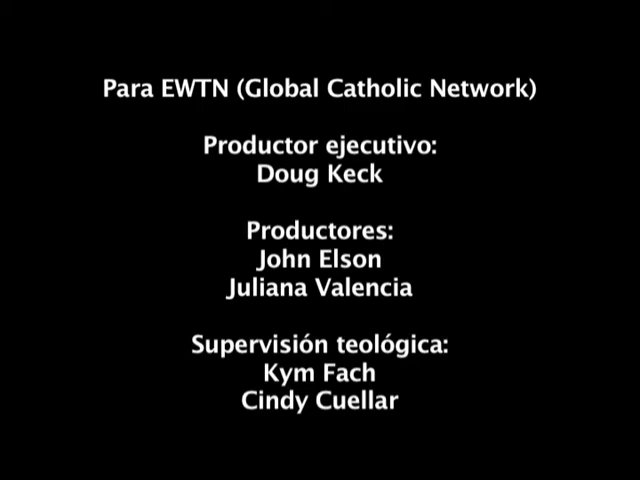 Para EWTN (Global Catholic Network)
Productor ejecutivo:
Doug Keck
Productores:
John Elson
Juliana Valencia
Supervisión teológica:
Kym Fach
Cindy Cuellar